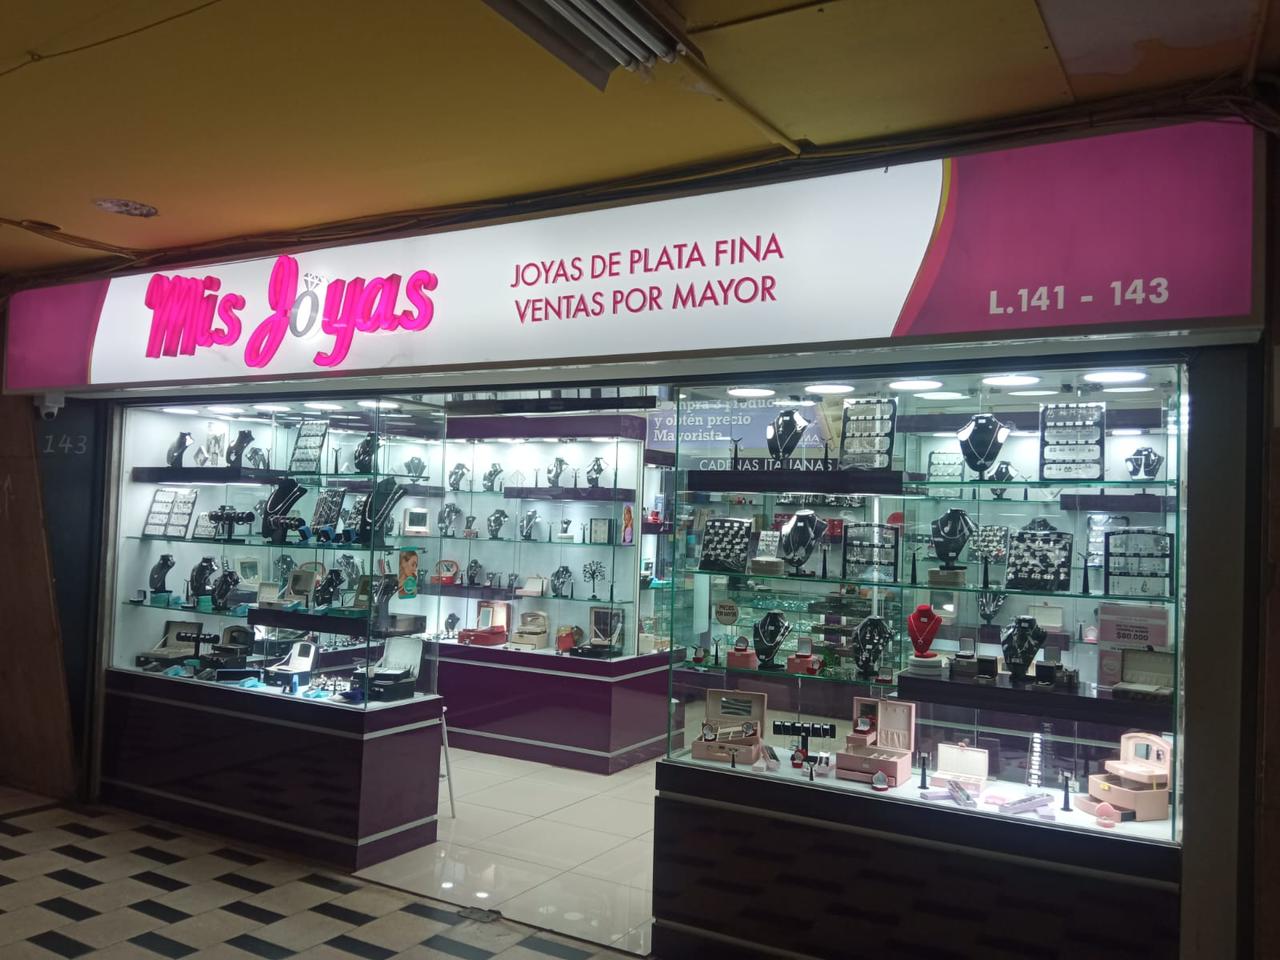 Mis Joyas
JOYAS DE PLATA FINA
VENTAS POR MAYOR
L.141 - 143
143
y obtén precio
Mayorista
CADENAS ITALIANAS
$80.000